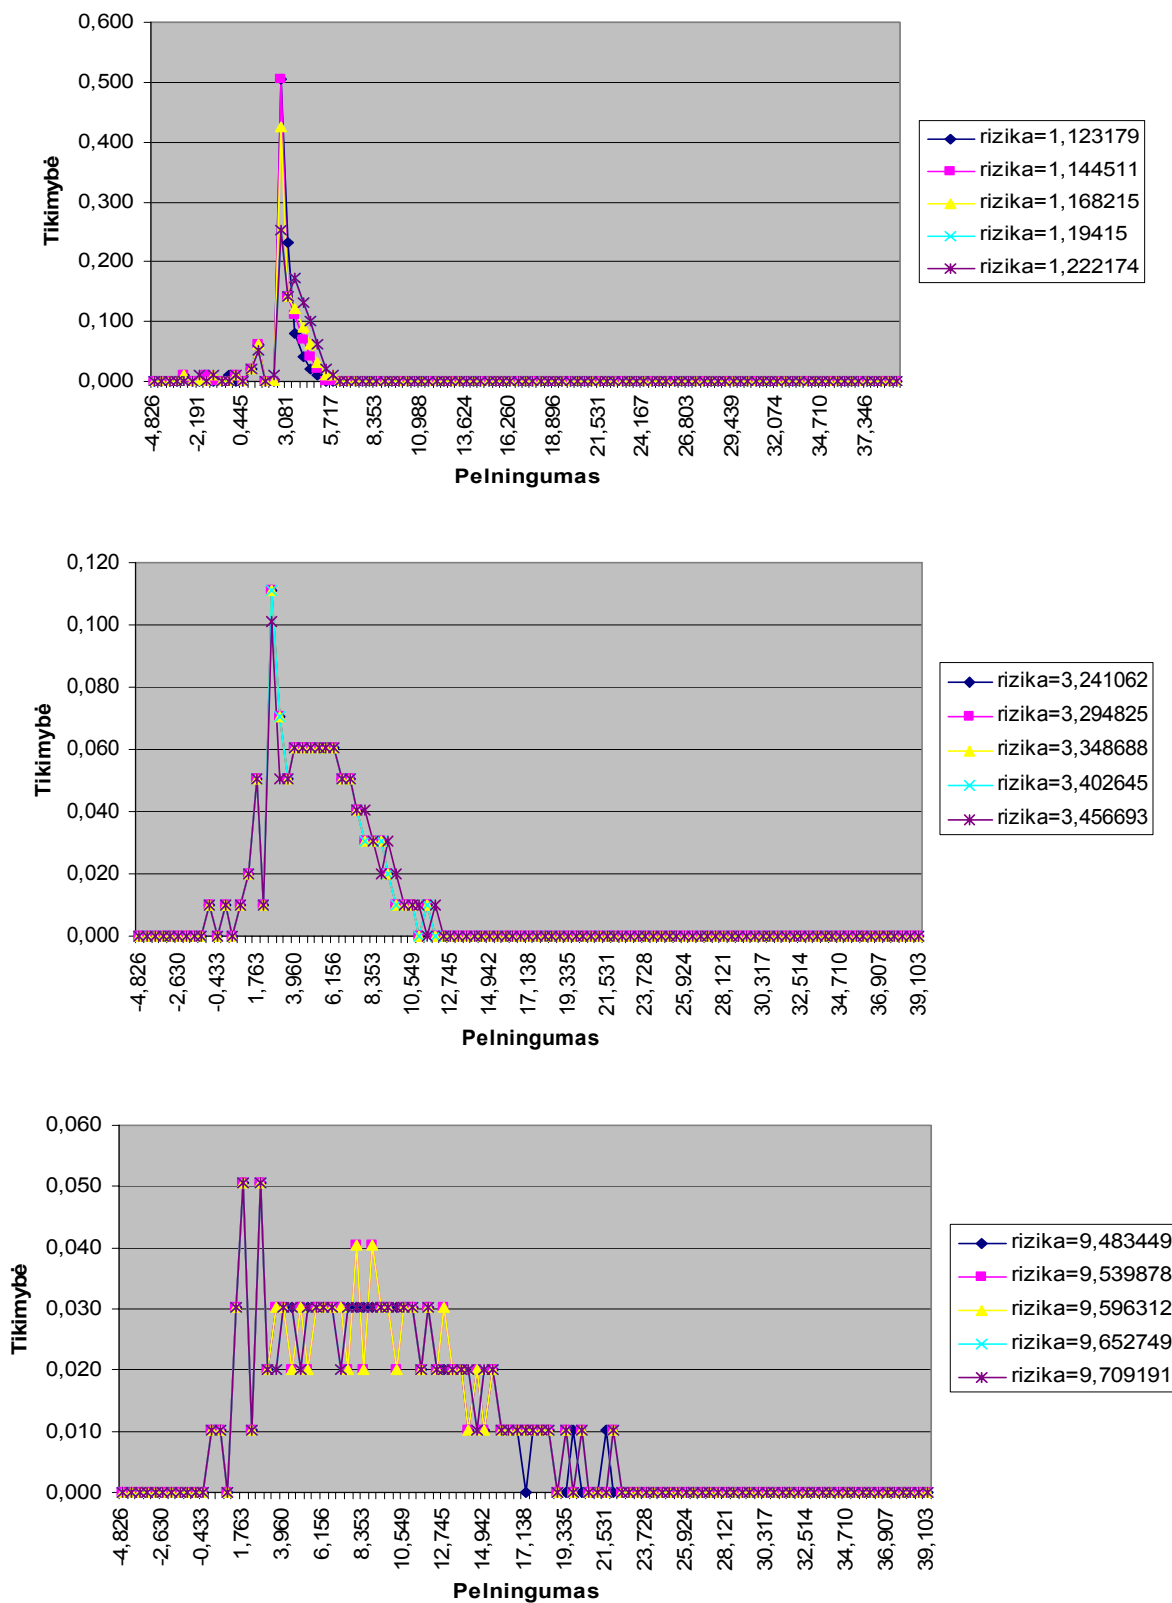 0,600
0,500
0,400
0,300
0,200
0,100
0,000
Tikimybė
-4,826 -2,191 0,445 3,081 5,717 8,353 10,988 13,624 16,260 18,896 21,531 24,167 26,803 29,439 32,074 34,710 37,346
Pelningumas
rizika=1,123179
rizika=1,144511
rizika=1,168215
rizika=1,19415
rizika=1,222174
0,120
0,100
0,080
0,060
0,040
0,020
0,000
Tikimybė
-4,826 -2,630 -0,433 1,763 3,960 6,156 8,353 10,549 12,745 14,942 17,138 19,335 21,531 23,728 25,924 28,121 30,317 32,514 34,710 36,907 39,103
Pelningumas
rizika=3,241062
rizika=3,294825
rizika=3,348688
rizika=3,402645
rizika=3,456693
0,060
0,050
0,040
0,030
0,020
0,010
0,000
Tikimybė
-4,826 -2,630 -0,433 1,763 3,960 6,156 8,353 10,549 12,745 14,942 17,138 19,335 21,531 23,728 25,924 28,121 30,317 32,514 34,710 36,907 39,103
Pelningumas
rizika=9,483449
rizika=9,539878
rizika=9,596312
rizika=9,652749
rizika=9,709191